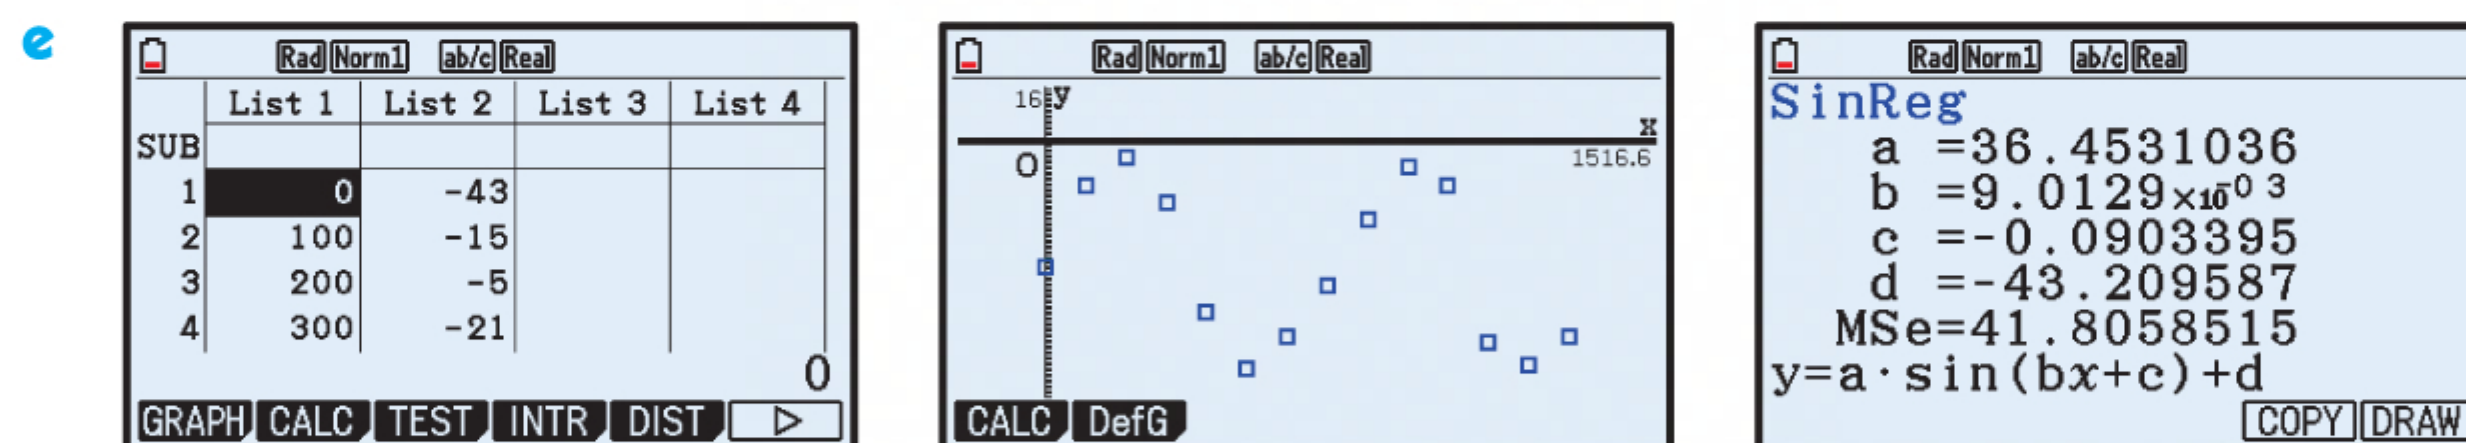 e
Rad Norm1 ab/c Real
List 1 List 2 List 3 List 4
SUB
1 0 -43
2 100 -15
3 200 -5
4 300 -21
0
GRAPH CALC TEST INTR DIST ▷
Rad Norm1 ab/c Real
16 y
x
O 1516.6
CALC DefG
Rad Norm1 ab/c Real
SinReg
a =36.4531036
b =9.0129×10⁻⁰³
c =-0.0903395
d =-43.209587
MSe=41.8058515
y=a·sin(bx+c)+d
COPY DRAW